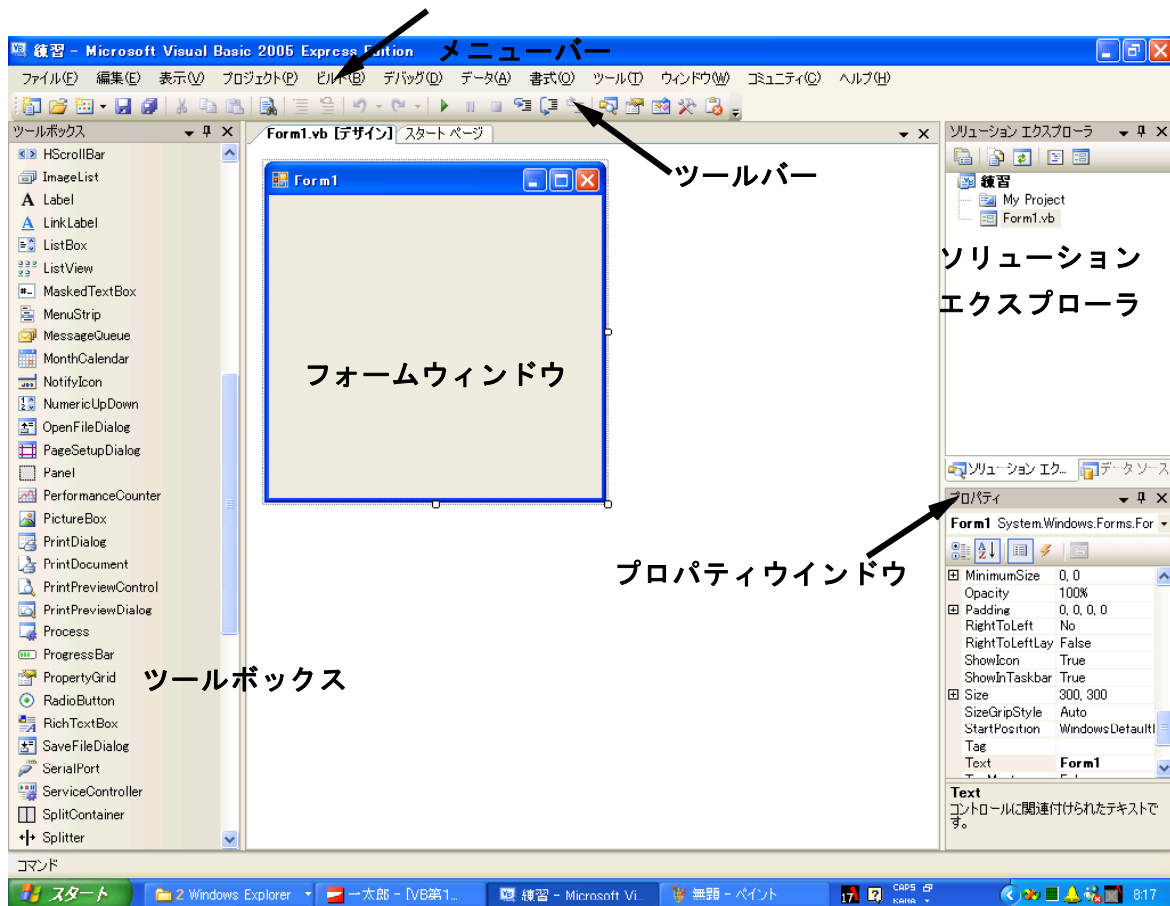 練習 - Microsoft Visual Basic 2005 Express Edition
メニューバー
ファイル(F) 編集(E) 表示(V) プロジェクト(P) ビルド(B) デバッグ(D) データ(A) 書式(O) ツール(T) ウィンドウ(W) コミュニティ(C) ヘルプ(H)
ツールボックス
HScrollBar
ImageList
Label
LinkLabel
ListBox
ListView
MaskedTextBox
MenuStrip
MessageQueue
MonthCalendar
NotifyIcon
NumericUpDown
OpenFileDialog
PageSetupDialog
Panel
PerformanceCounter
PictureBox
PrintDialog
PrintDocument
PrintPreviewControl
PrintPreviewDialog
Process
ProgressBar
PropertyGrid
RadioButton
RichTextBox
SaveFileDialog
SerialPort
ServiceController
SplitContainer
Splitter
ツールボックス
Form1.vb [デザイン] スタート ページ
ツールバー
Form1
フォームウィンドウ
プロパティウインドウ
ソリューション エクスプローラ
練習
My Project
Form1.vb
ソリューション
エクスプローラ
ソリューション エク... データ ソース
プロパティ
Form1 System.Windows.Forms.For
MinimumSize 0, 0
Opacity 100%
Padding 0, 0, 0, 0
RightToLeft No
RightToLeftLay False
ShowIcon True
ShowInTaskbar True
Size 300, 300
SizeGripStyle Auto
StartPosition WindowsDefaultl
Tag
Text Form1
Text
コントロールに関連付けられたテキストで
す。
コマンド
スタート 2 Windows Explorer 一太郎 - [VB第1... 練習 - Microsoft Vi... 無題 - ペイント 17 CAPS KANA 8:17